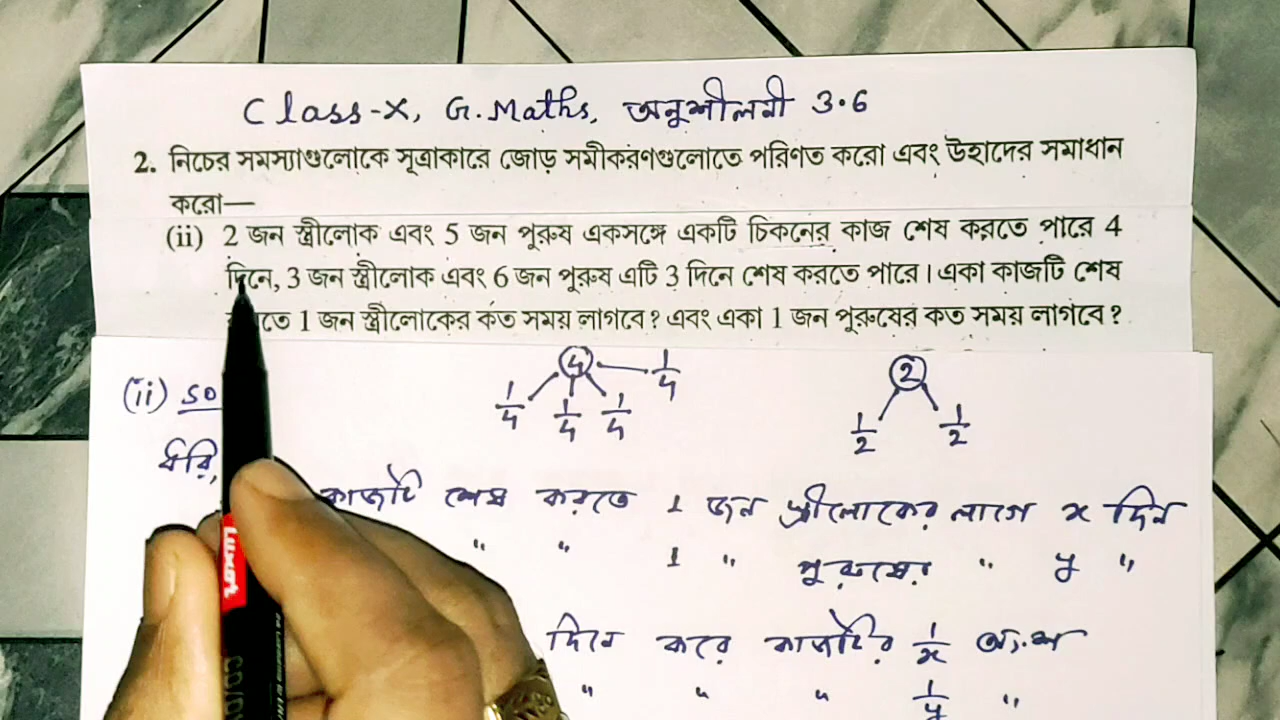 Class-X, G. Maths, অনুশীলনী 3.6
2. নিচের সমস্যাগুলোকে সূত্রাকারে জোড় সমীকরণগুলোতে পরিণত করো এবং উহাদের সমাধান
করো—
(ii) 2 জন স্ত্রীলোক এবং 5 জন পুরুষ একসঙ্গে একটি চিকনের কাজ শেষ করতে পারে 4
দিনে, 3 জন স্ত্রীলোক এবং 6 জন পুরুষ এটি 3 দিনে শেষ করতে পারে। একা কাজটি শেষ
তে 1 জন স্ত্রীলোকের কত সময় লাগবে? এবং একা 1 জন পুরুষের কত সময় লাগবে?
4 1/4 2
1/4 1/4 1/4 1/2 1/2
(ii) so
ধরি,
কাজটি শেষ করতে 1 জন স্ত্রীলোকের লাগে x দিন
" " 1 " পুরুষের " y "
দিনে করে কাজটির 1/x অংশ
" " " 1/y "
LUXOR
CD/DV